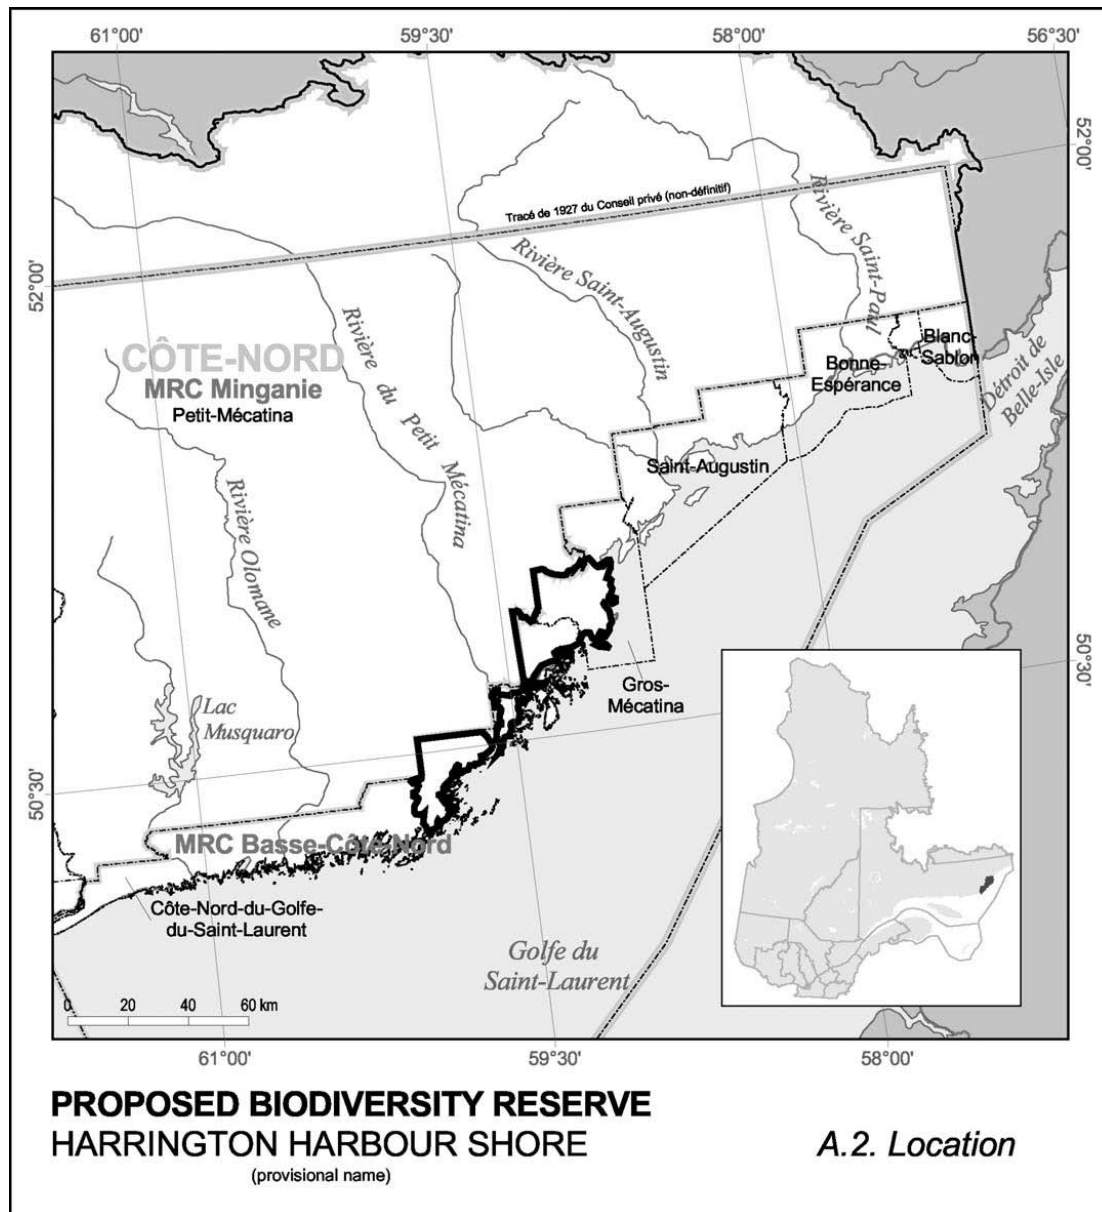 61°00'
59°30'
58°00'
56°30'
52°00'
Tracé de 1927 du Conseil privé (non-définitif)
Rivière Saint-Paul
Rivière Saint-Augustin
52°00'
Rivière du Petit Mécatina
CÔTE-NORD
MRC Minganie
Petit-Mécatina
Blanc-
Sablon
Bonne-
Espérance
Détroit de
Belle-Isle
Saint-Augustin
Rivière Olomane
50°30'
Gros-
Mécatina
Lac
Musquaro
50°30'
MRC Basse-Côte-Nord
Côte-Nord-du-Golfe-
du-Saint-Laurent
Golfe du
Saint-Laurent
0 20 40 60 km
61°00'
59°30'
58°00'
PROPOSED BIODIVERSITY RESERVE
HARRINGTON HARBOUR SHORE
(provisional name)
A.2. Location